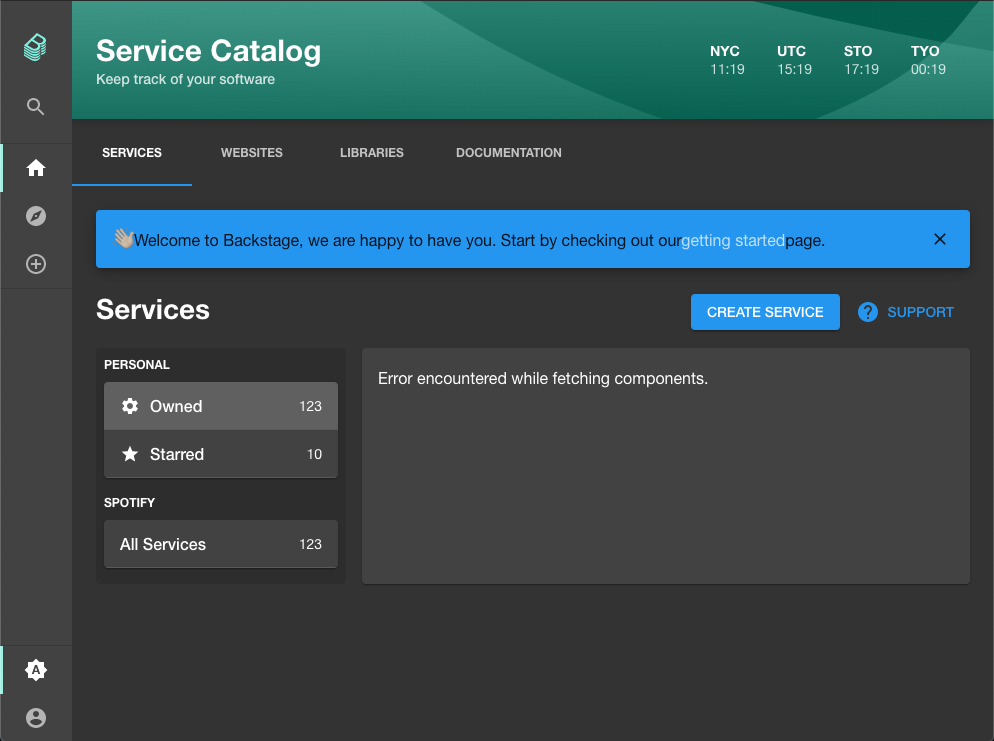 Service Catalog
Keep track of your software
NYC UTC STO TYO
11:19 15:19 17:19 00:19
SERVICES WEBSITES LIBRARIES DOCUMENTATION
👋🏼Welcome to Backstage, we are happy to have you. Start by checking out ourgetting startedpage.
Services
CREATE SERVICE
? SUPPORT
PERSONAL
Owned 123
Starred 10
SPOTIFY
All Services 123
Error encountered while fetching components.
A